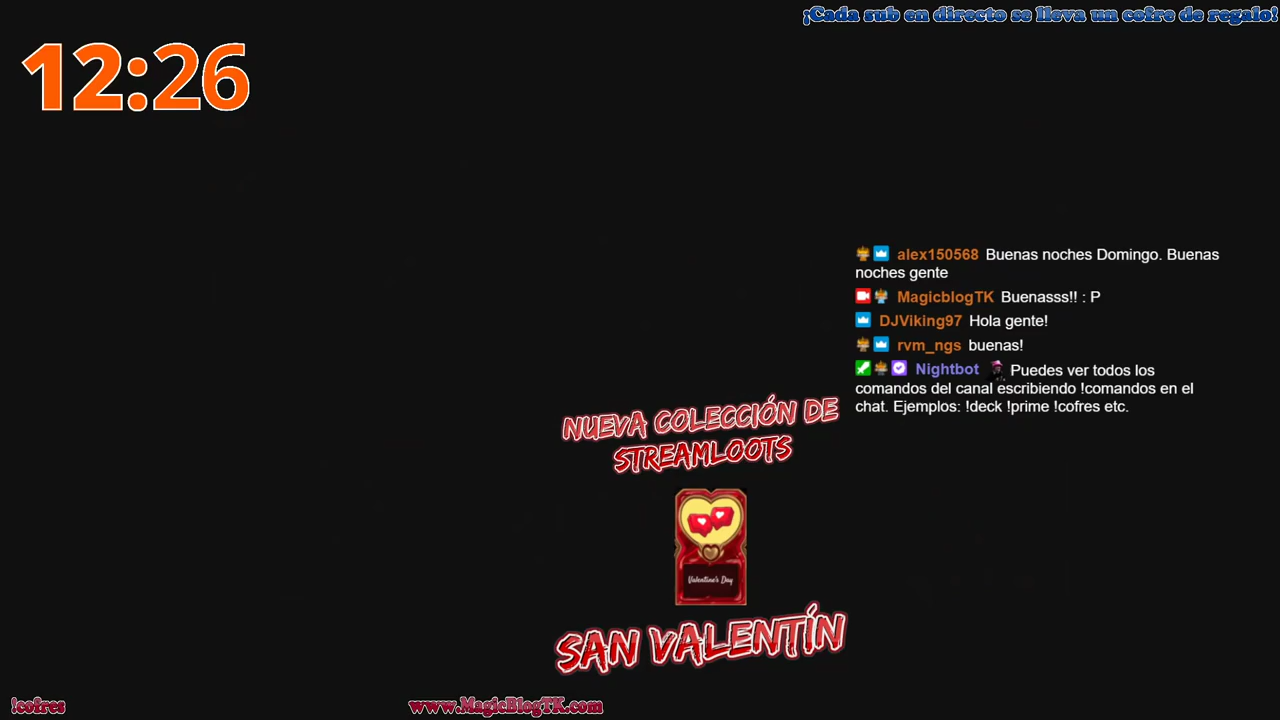 ¡Cada sub en directo se lleva un cofre de regalo!
12:26
alex150568 Buenas noches Domingo. Buenas
noches gente
MagicblogTK Buenasss!! : P
DJViking97 Hola gente!
rvm_ngs buenas!
Nightbot Puedes ver todos los
comandos del canal escribiendo !comandos en el
chat. Ejemplos: !deck !prime !cofres etc.
NUEVA COLECCIÓN DE
STREAMLOOTS
Valentine's Day
SAN VALENTÍN
!cofres
www.MagicBlogTK.com